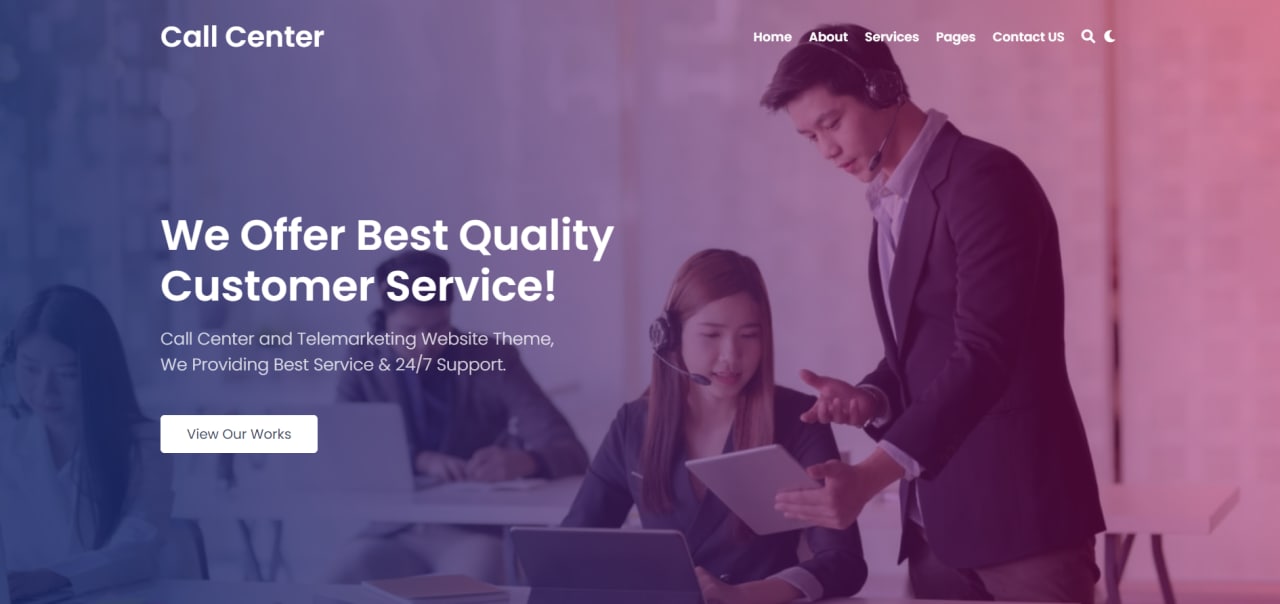 Call Center
Home About Services Pages Contact US
We Offer Best Quality
Customer Service!
Call Center and Telemarketing Website Theme,
We Providing Best Service & 24/7 Support.
View Our Works